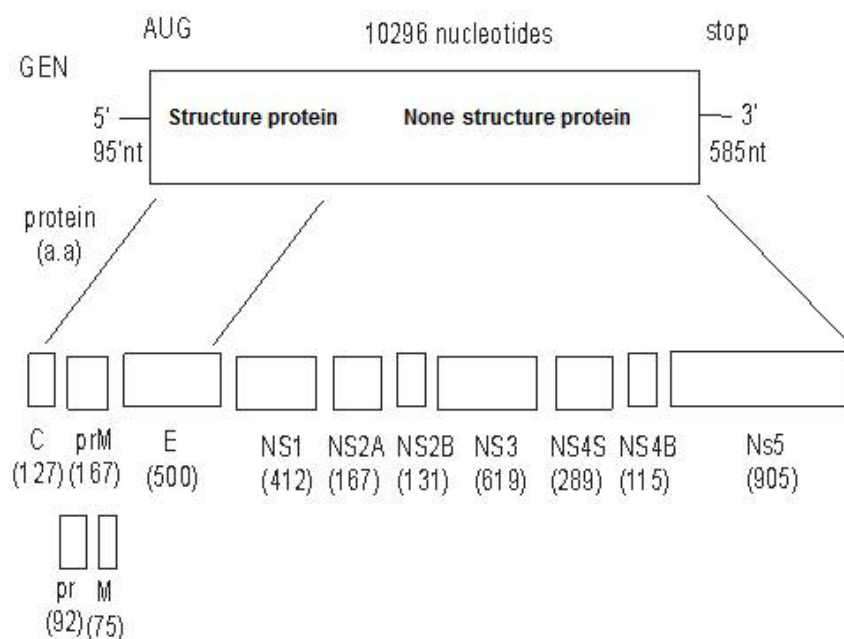 AUG 10296 nucleotides stop
GEN
5' Structure protein None structure protein 3'
95'nt 585nt
protein
(a.a)
C prM E NS1 NS2A NS2B NS3 NS4S NS4B Ns5
(127) (167) (500) (412) (167) (131) (619) (289) (115) (905)
pr M
(92) (75)